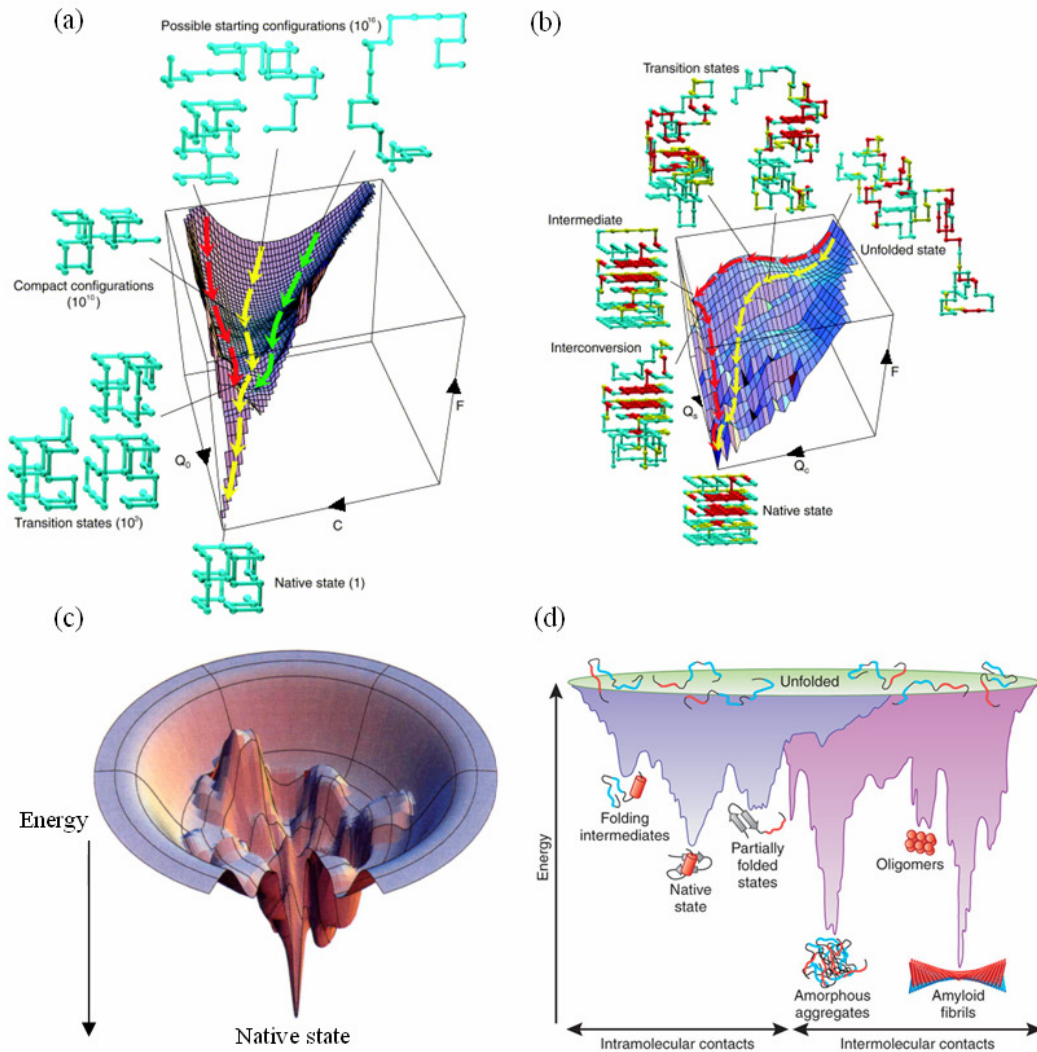 (a)
Possible starting configurations (10¹⁶)
Compact configurations
(10¹⁰)
Transition states (10³)
Q₀
C
F
Native state (1)
(b)
Transition states
Intermediate
Unfolded state
Interconversion
Qₛ
Q꜀
F
Native state
(c)
Energy
Native state
(d)
Energy
Unfolded
Folding
intermediates
Native
state
Partially
folded
states
Oligomers
Amorphous
aggregates
Amyloid
fibrils
Intramolecular contacts
Intermolecular contacts